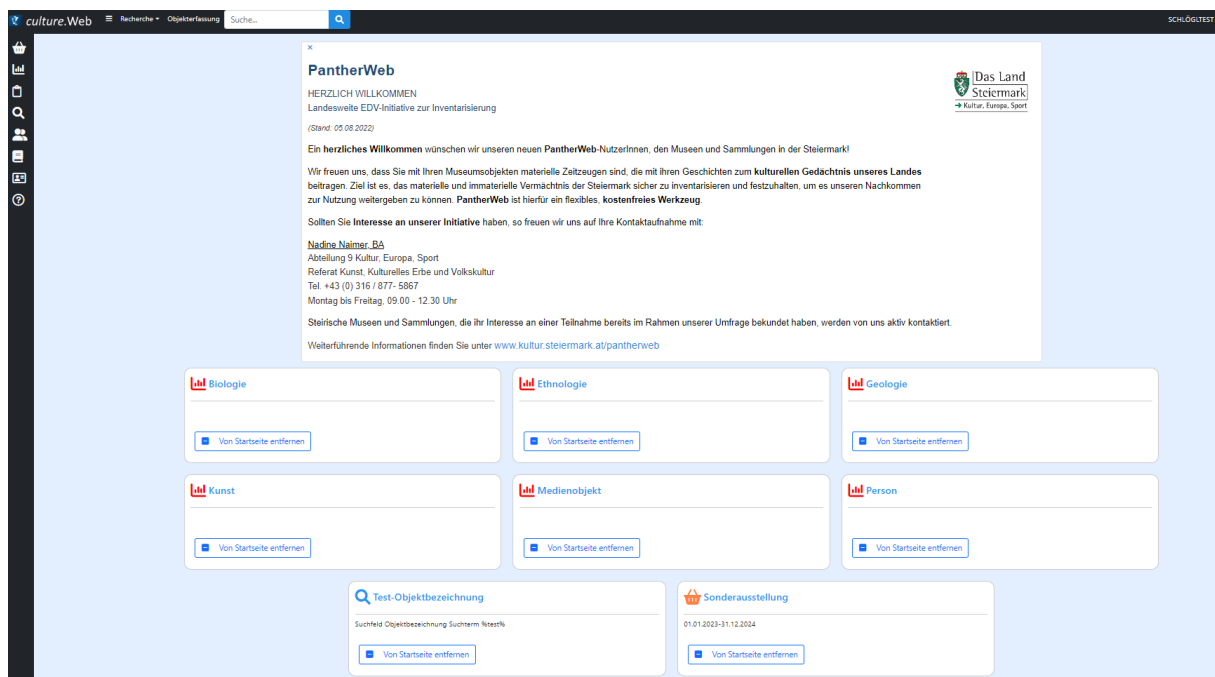 culture.Web Recherche Objekterfassung Suche... SCHLÖGLTEST
×
PantherWeb
HERZLICH WILLKOMMEN
Landesweite EDV-Initiative zur Inventarisierung
(Stand: 05.08.2022)
Das Land
Steiermark
→ Kultur, Europa, Sport
Ein herzliches Willkommen wünschen wir unseren neuen PantherWeb-NutzerInnen, den Museen und Sammlungen in der Steiermark!
Wir freuen uns, dass Sie mit Ihren Museumsobjekten materielle Zeitzeugen sind, die mit ihren Geschichten zum kulturellen Gedächtnis unseres Landes
beitragen. Ziel ist es, das materielle und immaterielle Vermächtnis der Steiermark sicher zu inventarisieren und festzuhalten, um es unseren Nachkommen
zur Nutzung weitergeben zu können. PantherWeb ist hierfür ein flexibles, kostenfreies Werkzeug.
Sollten Sie Interesse an unserer Initiative haben, so freuen wir uns auf Ihre Kontaktaufnahme mit:
Nadine Naimer, BA
Abteilung 9 Kultur, Europa, Sport
Referat Kunst, Kulturelles Erbe und Volkskultur
Tel. +43 (0) 316 / 877- 5867
Montag bis Freitag, 09.00 - 12.30 Uhr
Steirische Museen und Sammlungen, die ihr Interesse an einer Teilnahme bereits im Rahmen unserer Umfrage bekundet haben, werden von uns aktiv kontaktiert.
Weiterführende Informationen finden Sie unter www.kultur.steiermark.at/pantherweb
Biologie
Von Startseite entfernen
Ethnologie
Von Startseite entfernen
Geologie
Von Startseite entfernen
Kunst
Von Startseite entfernen
Medienobjekt
Von Startseite entfernen
Person
Von Startseite entfernen
Test-Objektbezeichnung
Suchfeld Objektbezeichnung Suchterm %test%
Von Startseite entfernen
Sonderausstellung
01.01.2023-31.12.2024
Von Startseite entfernen